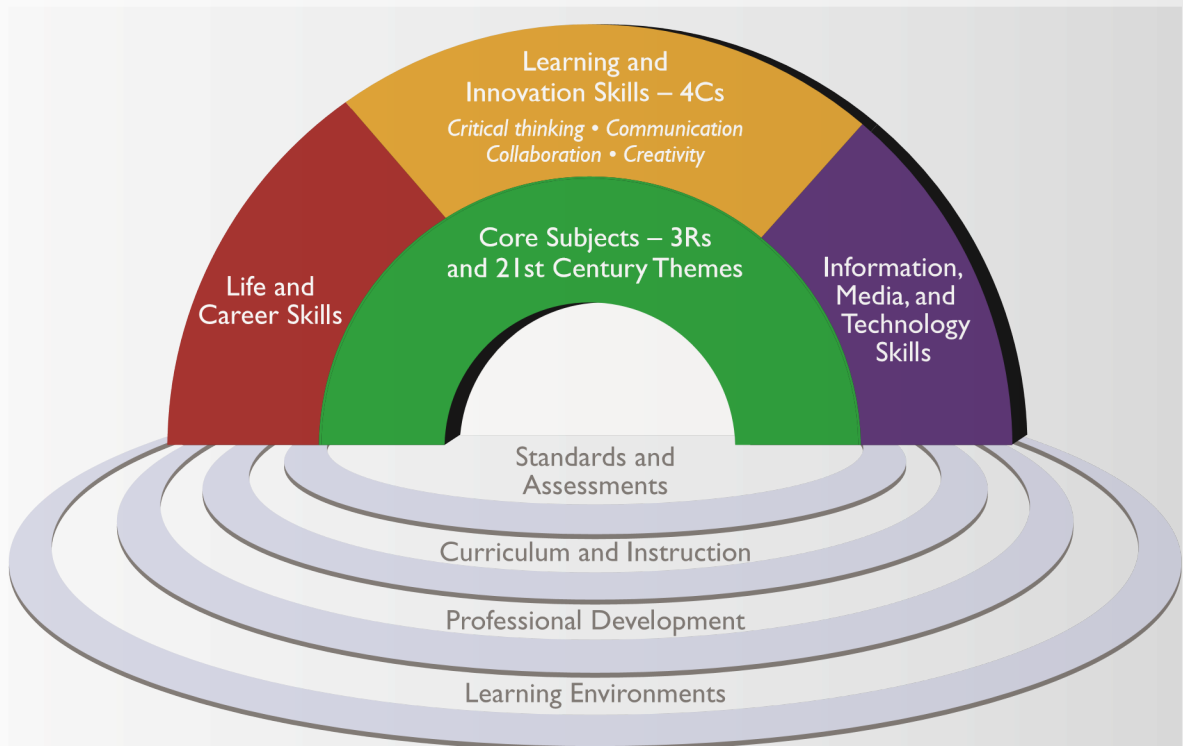 Learning and
Innovation Skills – 4Cs
Critical thinking • Communication
Collaboration • Creativity
Core Subjects – 3Rs
and 21st Century Themes
Life and
Career Skills
Information,
Media, and
Technology
Skills
Standards and
Assessments
Curriculum and Instruction
Professional Development
Learning Environments